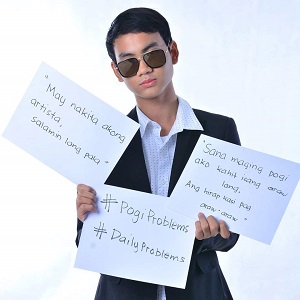 "May nakita akong
artista.
Salamin lang pala"
"Sana maging pogi
ako kahit isang araw
lang.
Ang hirap kasi pag
araw-araw"
#PogiProblems
#DailyProblems